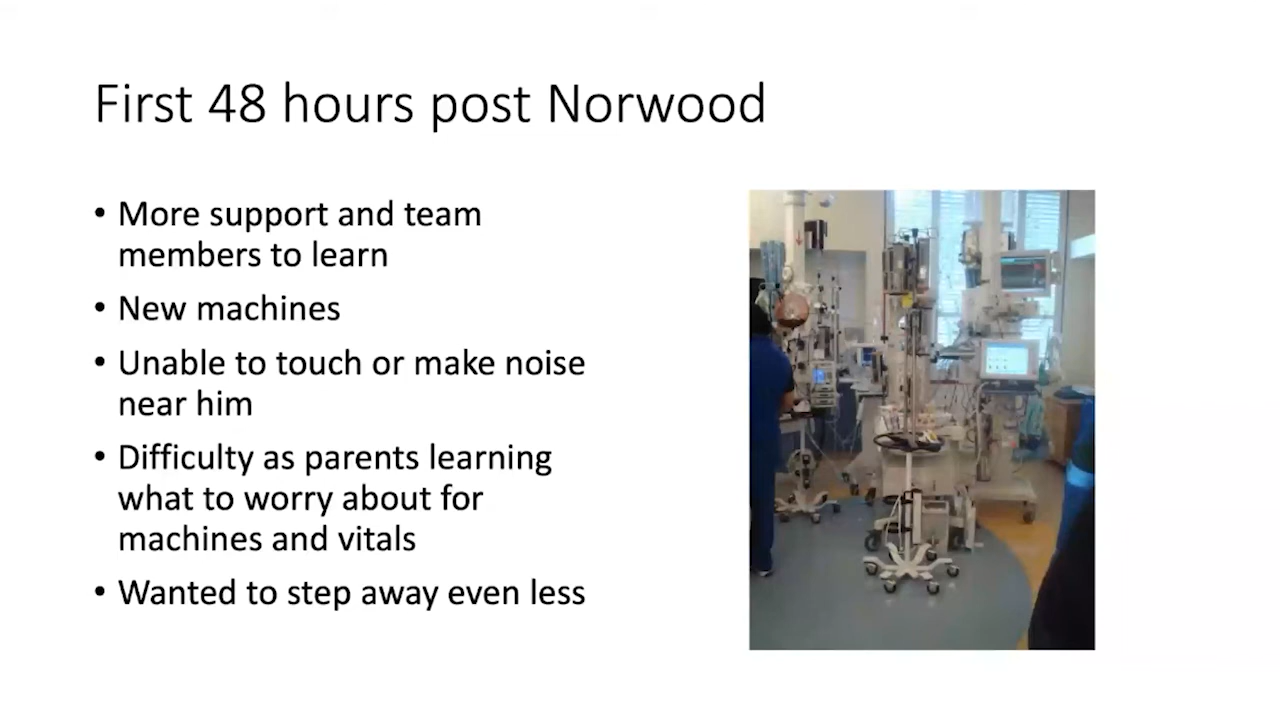 First 48 hours post Norwood
• More support and team
members to learn
• New machines
• Unable to touch or make noise
near him
• Difficulty as parents learning
what to worry about for
machines and vitals
• Wanted to step away even less